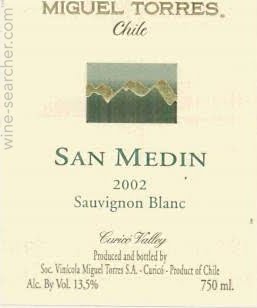 MIGUEL TORRES®
Chile
SAN MEDIN
2002
Sauvignon Blanc
Curicó Valley
Produced and bottled by
Soc. Vinícola Miguel Torres S.A. - Curicó - Product of Chile
Alc. By Vol. 13,5%
750 ml.
wine-searcher.com